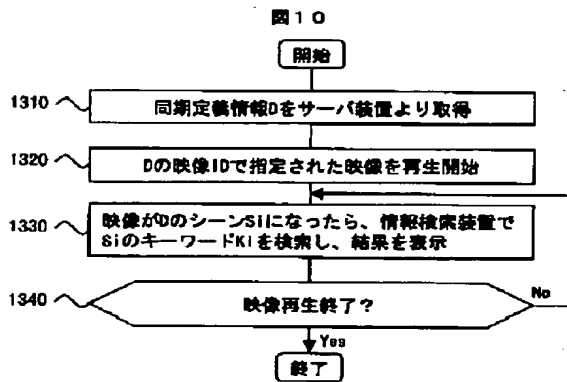 図10
開始
1310
同期定義情報Dをサーバ装置より取得
1320
Dの映像IDで指定された映像を再生開始
1330
映像がDのシーンSiになったら、情報検索装置で
SiのキーワードKiを検索し、結果を表示
1340
映像再生終了?
No
Yes
終了